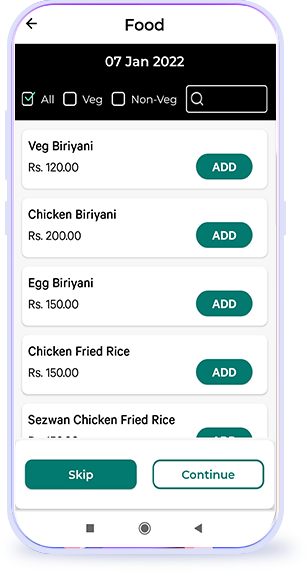 Food
07 Jan 2022
All Veg Non-Veg
Veg Biriyani
Rs. 120.00
ADD
Chicken Biriyani
Rs. 200.00
ADD
Egg Biriyani
Rs. 150.00
ADD
Chicken Fried Rice
Rs. 150.00
ADD
Sezwan Chicken Fried Rice
Skip Continue